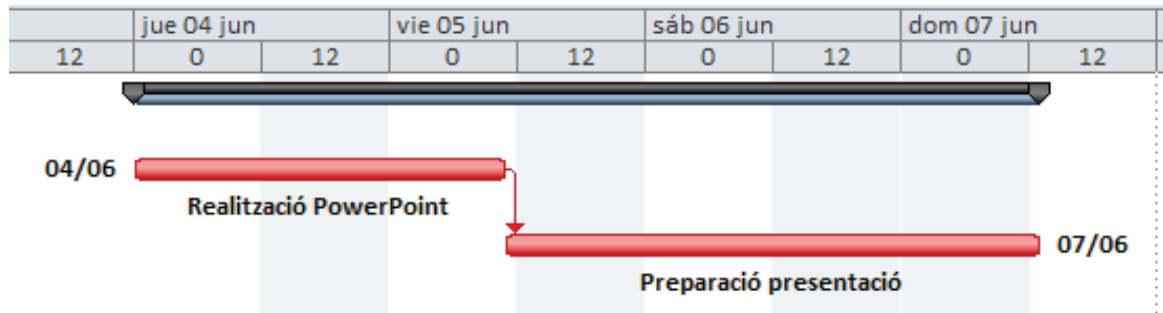 jue 04 jun vie 05 jun sáb 06 jun dom 07 jun
12 0 12 0 12 0 12 0 12
04/06
Realització PowerPoint
07/06
Preparació presentació